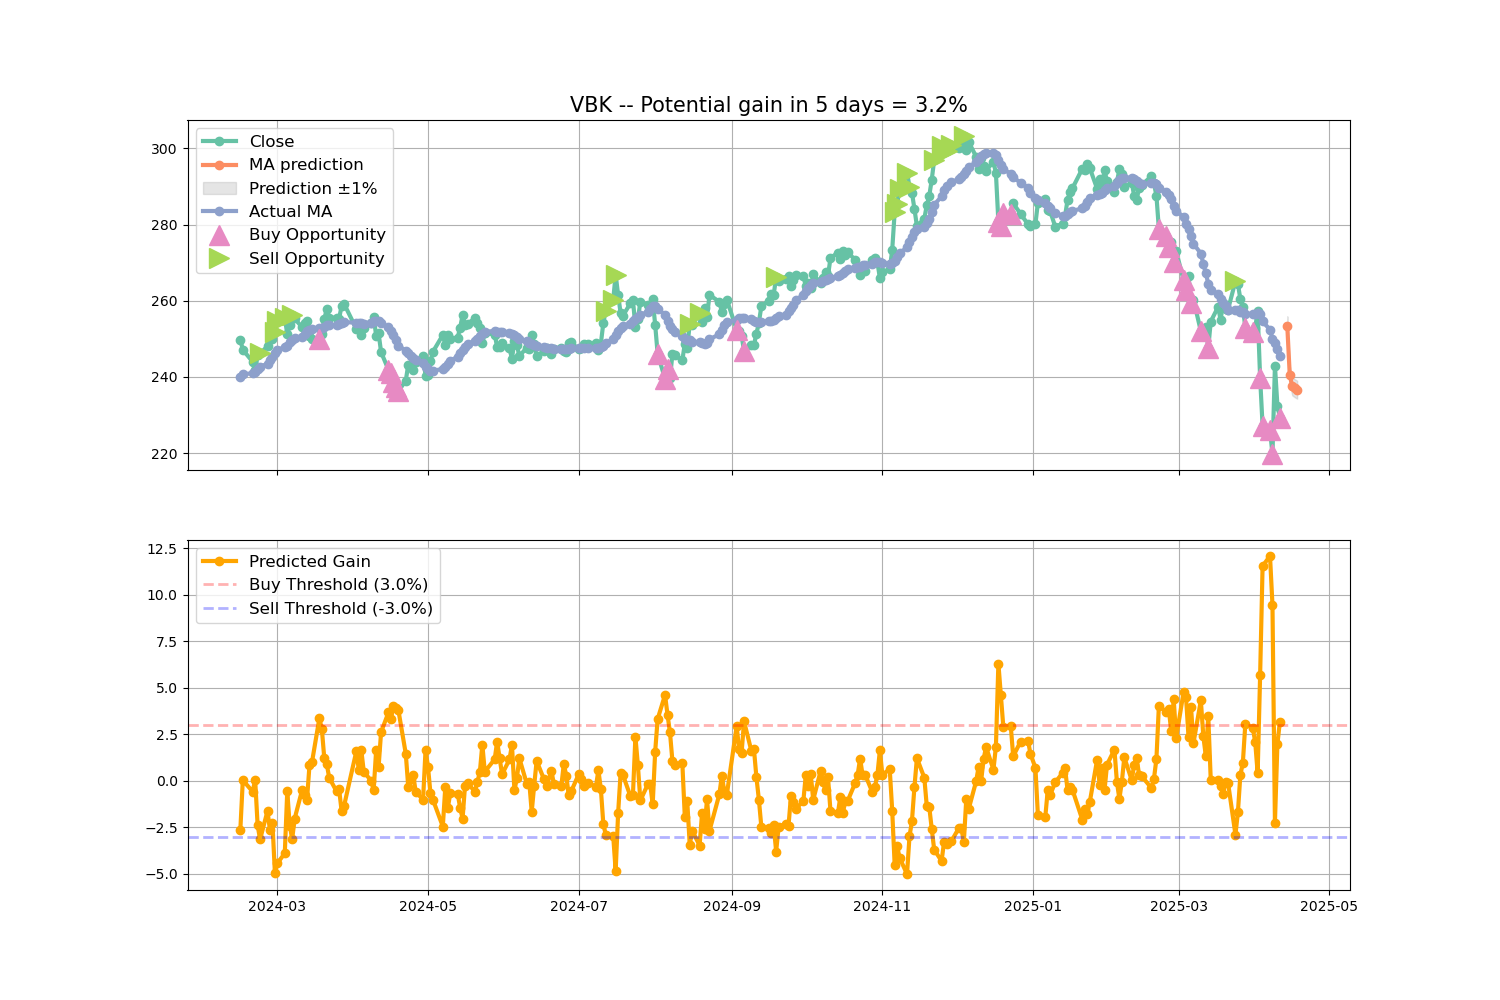 VBK -- Potential gain in 5 days = 3.2%
Close
MA prediction
Prediction ±1%
Actual MA
Buy Opportunity
Sell Opportunity
300
280
260
240
220
Predicted Gain
Buy Threshold (3.0%)
Sell Threshold (-3.0%)
12.5
10.0
7.5
5.0
2.5
0.0
−2.5
−5.0
2024-03 2024-05 2024-07 2024-09 2024-11 2025-01 2025-03 2025-05